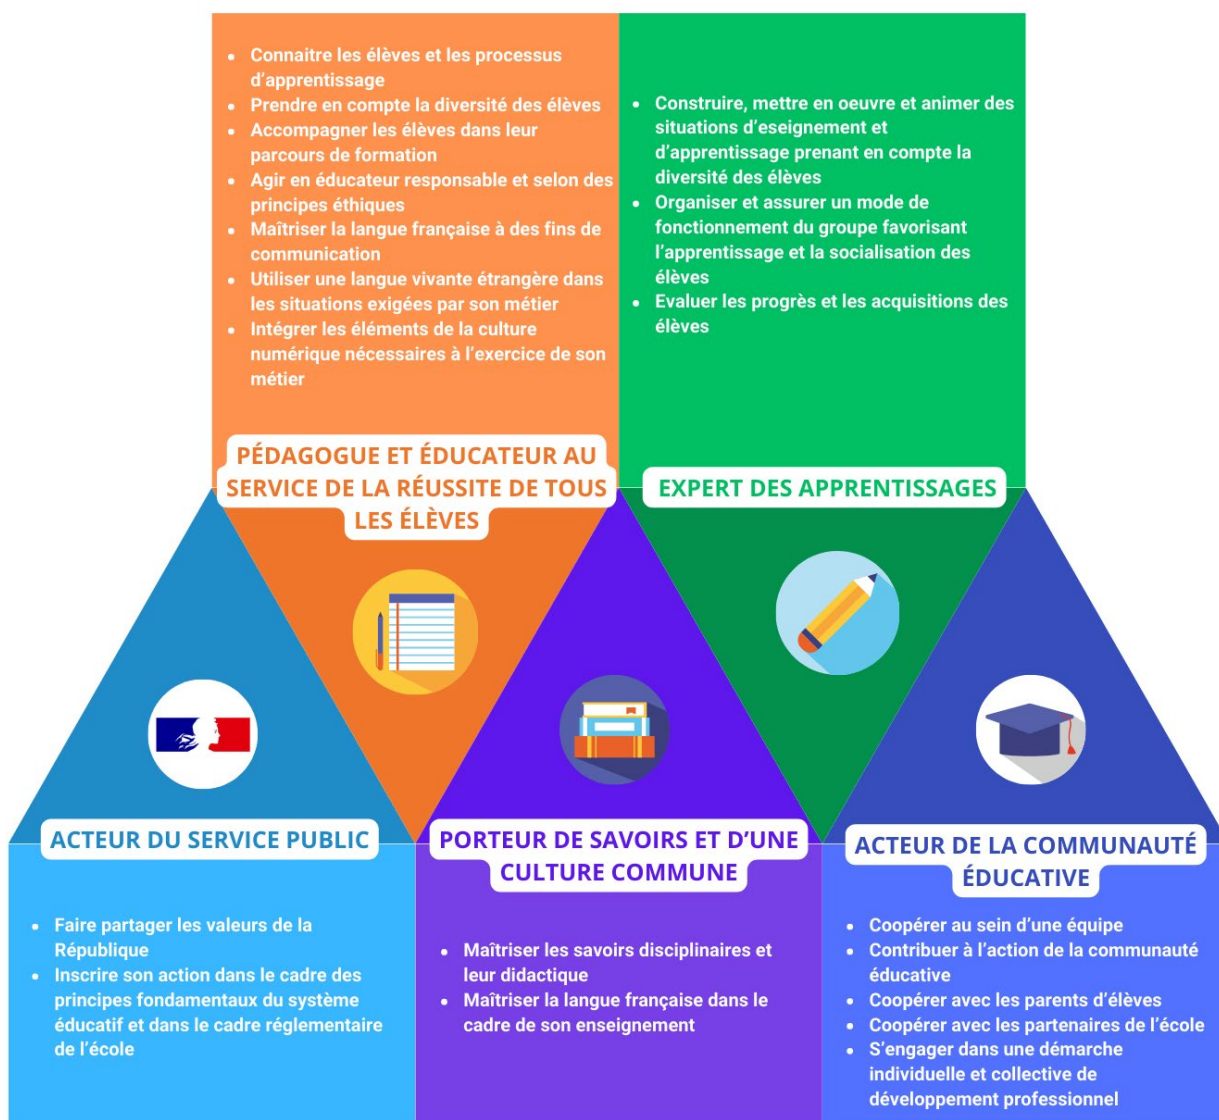 • Connaitre les élèves et les processus
d'apprentissage
• Prendre en compte la diversité des élèves
• Accompagner les élèves dans leur
parcours de formation
• Agir en éducateur responsable et selon des
principes éthiques
• Maîtriser la langue française à des fins de
communication
• Utiliser une langue vivante étrangère dans
les situations exigées par son métier
• Intégrer les éléments de la culture
numérique nécessaires à l'exercice de son
métier
PÉDAGOGUE ET ÉDUCATEUR AU
SERVICE DE LA RÉUSSITE DE TOUS
LES ÉLÈVES
• Construire, mettre en oeuvre et animer des
situations d'eseignement et
d'apprentissage prenant en compte la
diversité des élèves
• Organiser et assurer un mode de
fonctionnement du groupe favorisant
l'apprentissage et la socialisation des
élèves
• Evaluer les progrès et les acquisitions des
élèves
EXPERT DES APPRENTISSAGES
ACTEUR DU SERVICE PUBLIC
• Faire partager les valeurs de la
République
• Inscrire son action dans le cadre des
principes fondamentaux du système
éducatif et dans le cadre réglementaire
de l'école
PORTEUR DE SAVOIRS ET D'UNE
CULTURE COMMUNE
• Maîtriser les savoirs disciplinaires et
leur didactique
• Maîtriser la langue française dans le
cadre de son enseignement
ACTEUR DE LA COMMUNAUTÉ
ÉDUCATIVE
• Coopérer au sein d'une équipe
• Contribuer à l'action de la communauté
éducative
• Coopérer avec les parents d'élèves
• Coopérer avec les partenaires de l'école
• S'engager dans une démarche
individuelle et collective de
développement professionnel